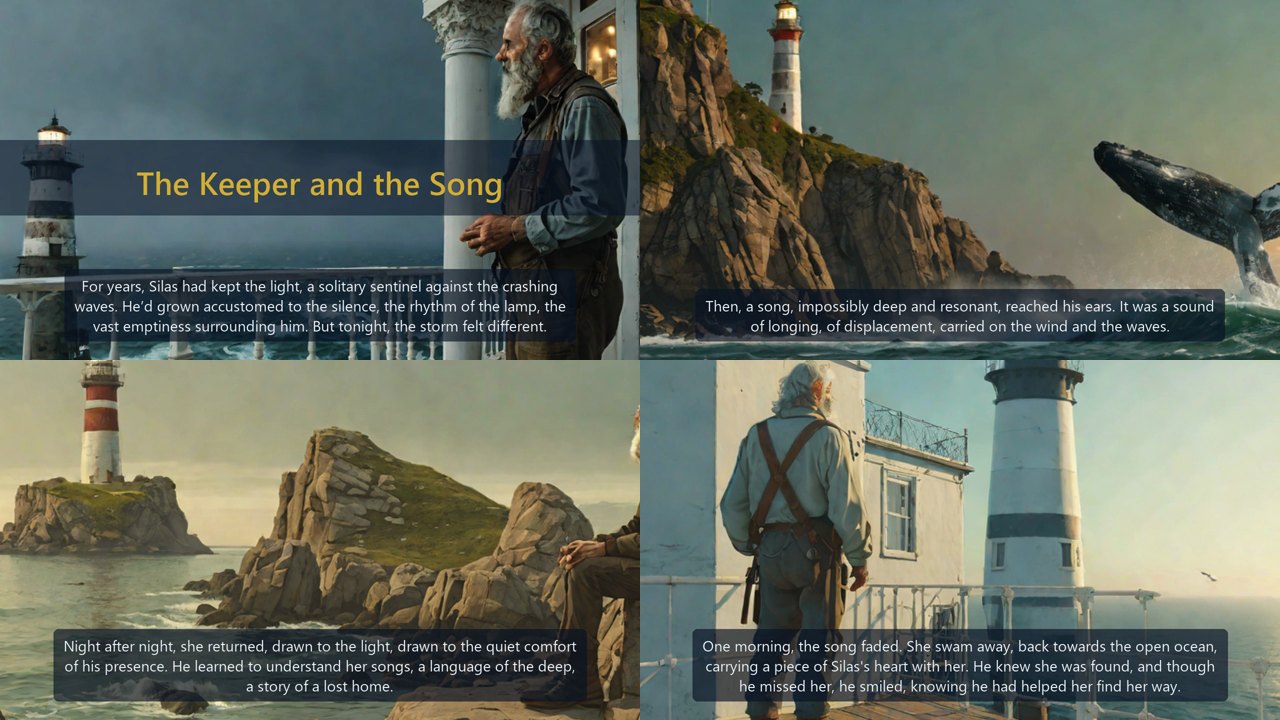 The Keeper and the Song
For years, Silas had kept the light, a solitary sentinel against the crashing
waves. He'd grown accustomed to the silence, the rhythm of the lamp, the
vast emptiness surrounding him. But tonight, the storm felt different.
Then, a song, impossibly deep and resonant, reached his ears. It was a sound
of longing, of displacement, carried on the wind and the waves.
Night after night, she returned, drawn to the light, drawn to the quiet comfort
of his presence. He learned to understand her songs, a language of the deep,
a story of a lost home.
One morning, the song faded. She swam away, back towards the open ocean,
carrying a piece of Silas's heart with her. He knew she was found, and though
he missed her, he smiled, knowing he had helped her find her way.